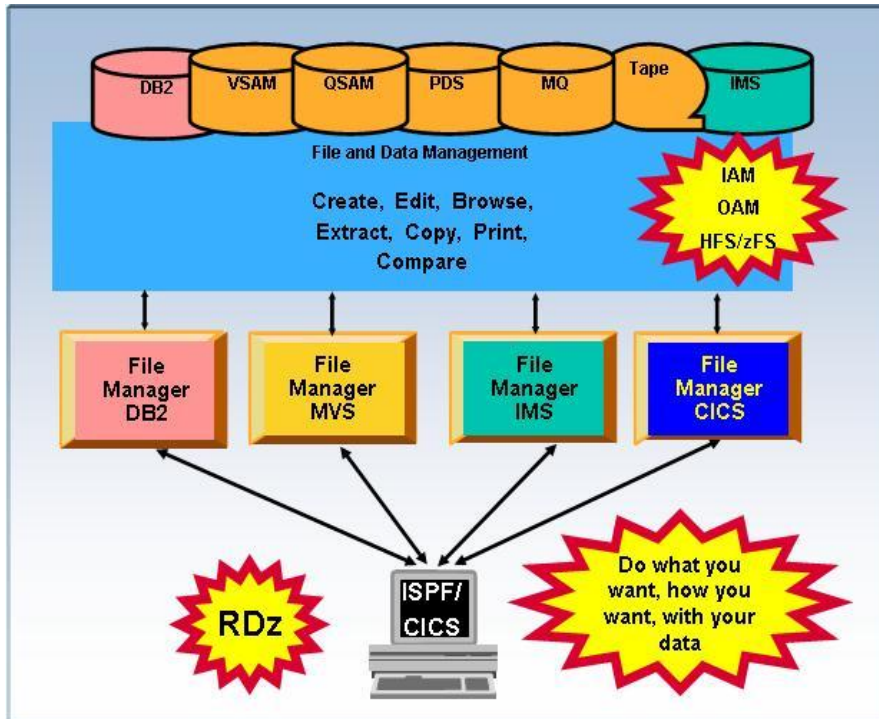 DB2
VSAM
QSAM
PDS
MQ
Tape
IMS
File and Data Management
Create, Edit, Browse,
Extract, Copy, Print,
Compare
IAM
OAM
HFS/zFS
File
Manager
DB2
File
Manager
MVS
File
Manager
IMS
File
Manager
CICS
RDz
ISPF/
CICS
Do what you
want, how you
want, with your
data